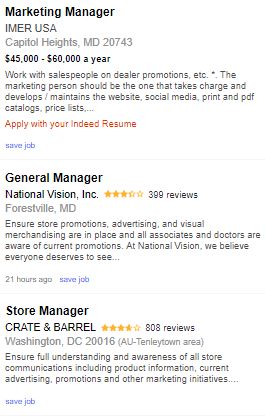 Marketing Manager
IMER USA
Capitol Heights, MD 20743
$45,000 - $60,000 a year
Work with salespeople on dealer promotions, etc. *. The
marketing person should be the one that takes charge and
develops / maintains the website, social media, print and pdf
catalogs, price lists,...
Apply with your Indeed Resume
save job
General Manager
National Vision, Inc. 399 reviews
Forestville, MD
Ensure store promotions, advertising, and visual
merchandising are in place and all associates and doctors are
aware of current promotions. At National Vision, we believe
everyone deserves to see...
21 hours ago save job
Store Manager
CRATE & BARREL 808 reviews
Washington, DC 20016 (AU-Tenleytown area)
Ensure full understanding and awareness of all store
communications including product information, current
advertising, promotions and other marketing initiatives....